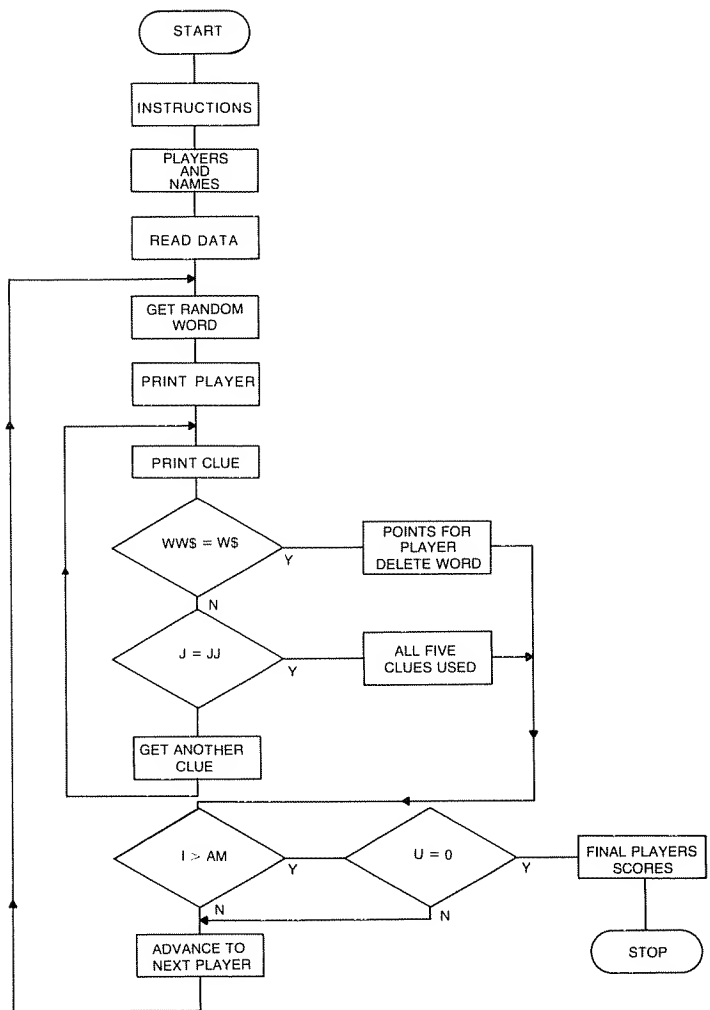 START
INSTRUCTIONS
PLAYERS
AND
NAMES
READ DATA
GET RANDOM
WORD
PRINT PLAYER
PRINT CLUE
WW$ = W$
Y
POINTS FOR
PLAYER
DELETE WORD
N
J = JJ
Y
ALL FIVE
CLUES USED
GET ANOTHER
CLUE
I > AM
Y
U = 0
Y
FINAL PLAYERS
SCORES
N
N
ADVANCE TO
NEXT PLAYER
STOP